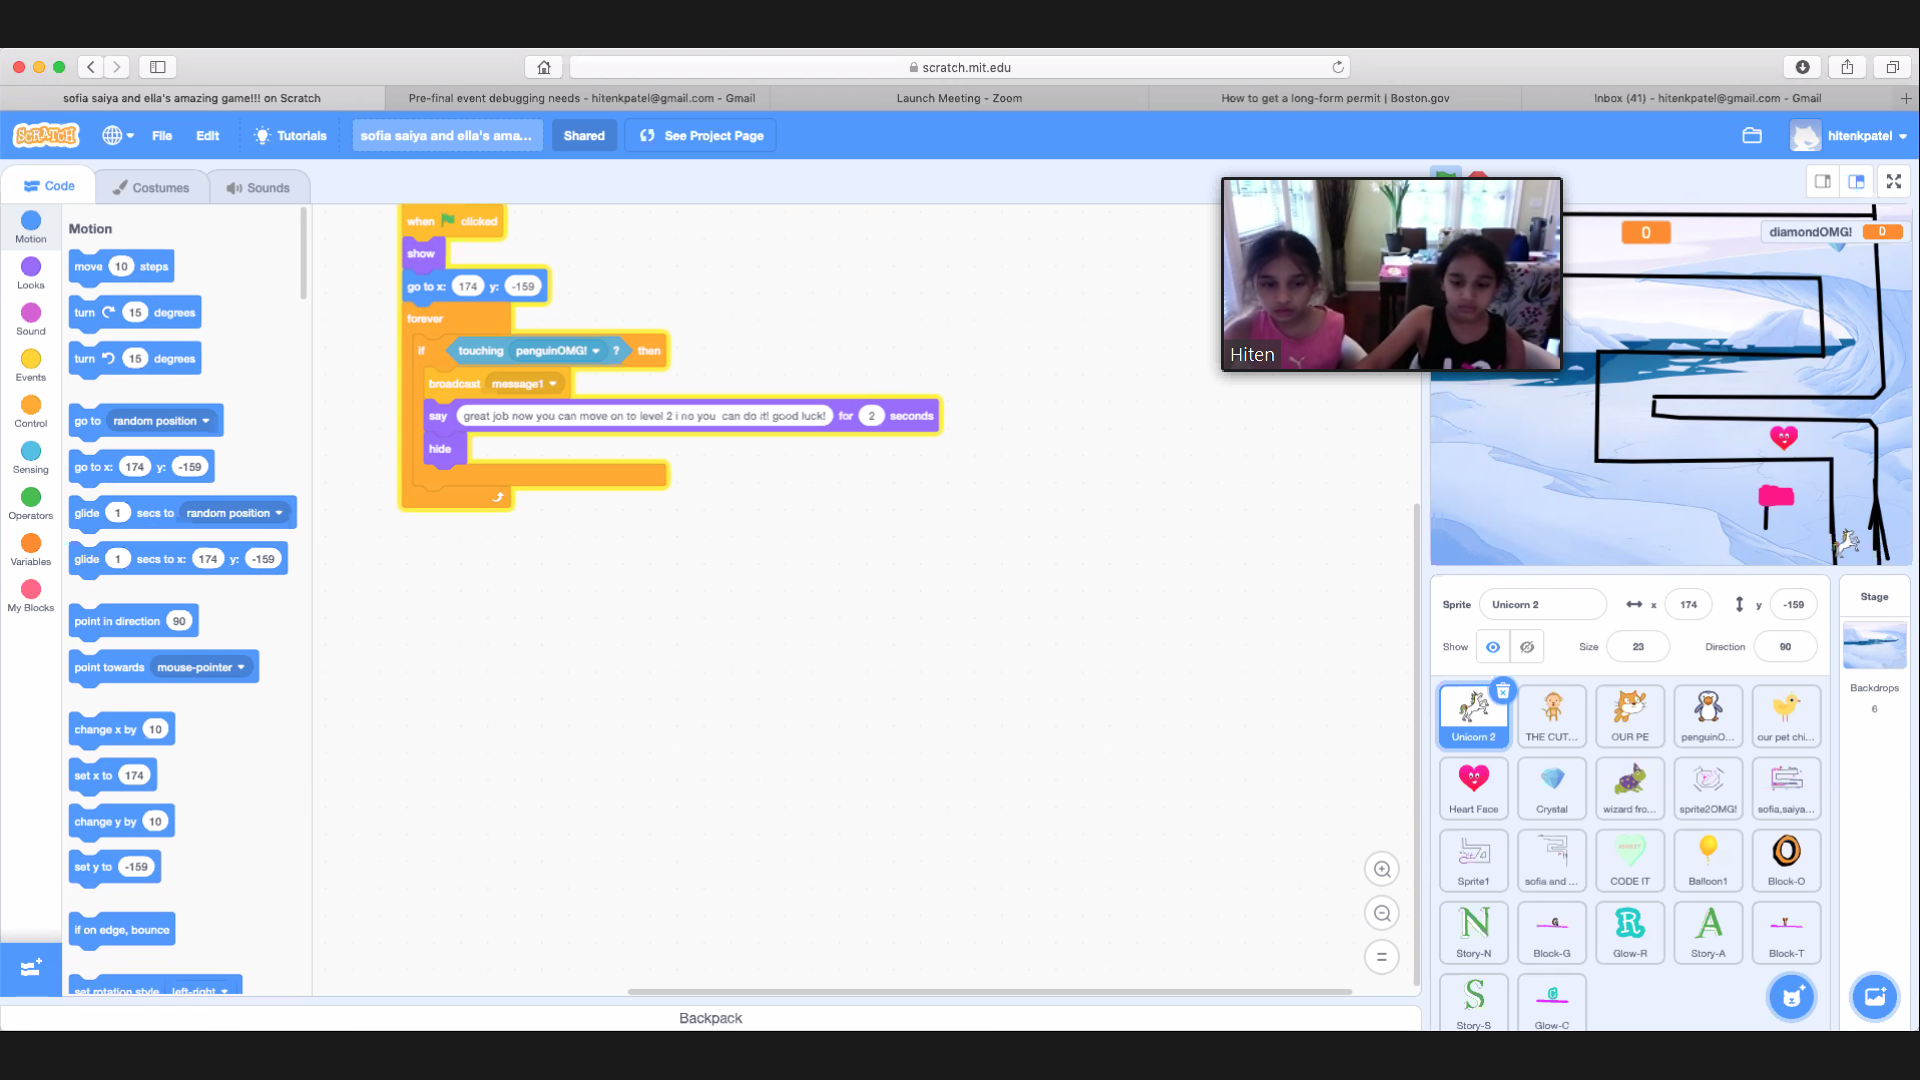 scratch.mit.edu
sofia saiya and ella's amazing game!!! on Scratch
Pre-final event debugging needs - hitenkpatel@gmail.com - Gmail
Launch Meeting - Zoom
How to get a long-form permit | Boston.gov
Inbox (41) - hitenkpatel@gmail.com - Gmail
SCRATCH
File
Edit
Tutorials
sofia saiya and ella's ama...
Shared
See Project Page
hitenkpatel
Code
Costumes
Sounds
Motion
Looks
Sound
Events
Control
Sensing
Operators
Variables
My Blocks
Motion
move 10 steps
turn 15 degrees
turn 15 degrees
go to random position
go to x: 174 y: -159
glide 1 secs to random position
glide 1 secs to x: 174 y: -159
point in direction 90
point towards mouse-pointer
change x by 10
set x to 174
change y by 10
set y to -159
if on edge, bounce
set rotation style left-right
when clicked
show
go to x: 174 y: -159
forever
if touching penguinOMG! ? then
broadcast message1
say great job now you can move on to level 2 i no you can do it! good luck! for 2 seconds
hide
Hiten
0
diamondOMG! 0
Sprite Unicorn 2 x 174 y -159
Show Size 23 Direction 90
Unicorn 2
THE CUT...
OUR PE
penguinO...
our pet chi...
Heart Face
Crystal
wizard fro...
sprite2OMG!
sofia,saiya...
Sprite1
sofia and ...
CODE IT
Balloon1
Block-O
Story-N
Block-G
Glow-R
Story-A
Block-T
Story-S
Glow-C
Stage
Backdrops
6
Backpack